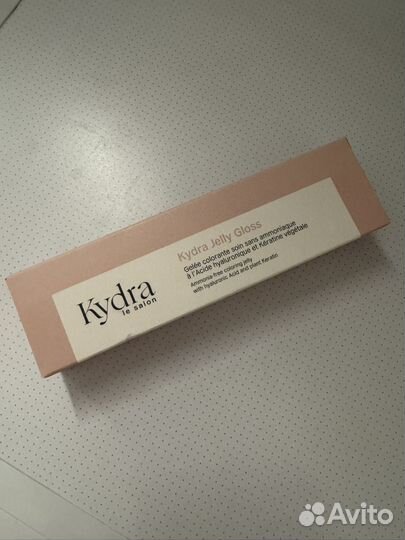 Kydra
le salon
Kydra Jelly Gloss
Gelée colorante soin sans ammoniaque
à l'Acide hyaluronique et Kératine végétale
Ammonia-free coloring jelly
with hyaluronic Acid and plant Keratin
Avito